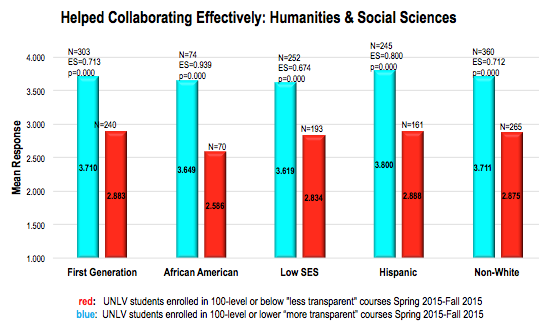 Helped Collaborating Effectively: Humanities & Social Sciences
N=303
ES=0.713
p=0.000
N=74
ES=0.939
p=0.000
N=252
ES=0.674
p=0.000
N=245
ES=0.800
p=0.000
N=360
ES=0.712
p=0.000
4.000
3.500
3.000
2.500
2.000
1.500
1.000
Mean Response
N=240
N=70
N=193
N=161
N=265
3.710
2.883
3.649
2.586
3.619
2.834
3.800
2.888
3.711
2.875
First Generation
African American
Low SES
Hispanic
Non-White
red: UNLV students enrolled in 100-level or below "less transparent" courses Spring 2015-Fall 2015
blue: UNLV students enrolled in 100-level or lower "more transparent" courses Spring 2015-Fall 2015